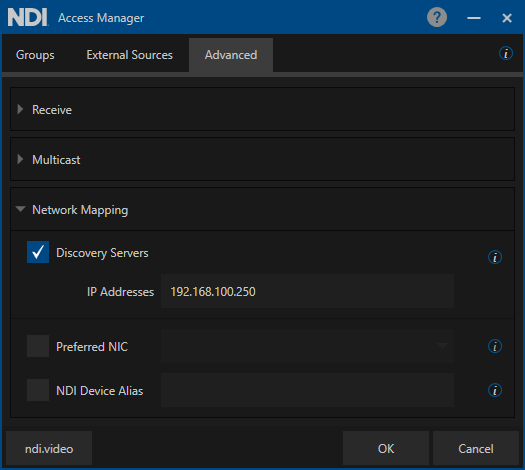 NDI Access Manager ?
Groups External Sources Advanced i
Receive
Multicast
Network Mapping
Discovery Servers i
IP Addresses 192.168.100.250
Preferred NIC i
NDI Device Alias i
ndi.video OK Cancel